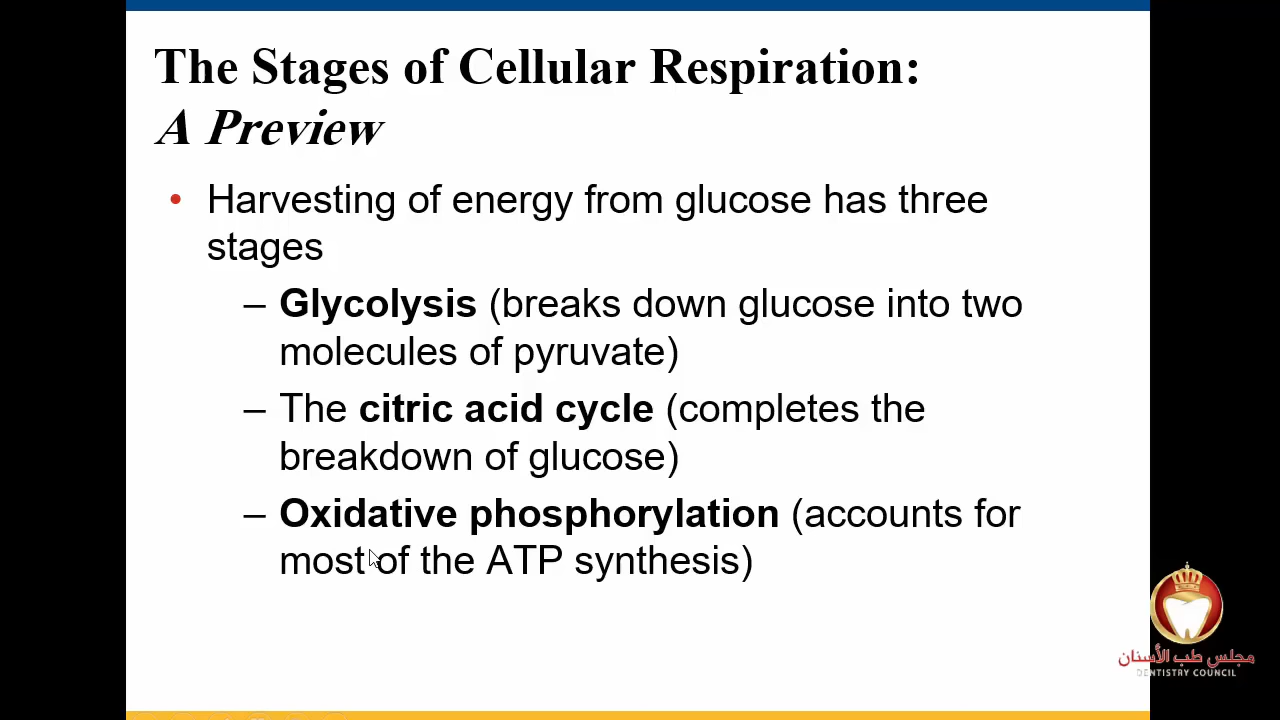 The Stages of Cellular Respiration:
A Preview
• Harvesting of energy from glucose has three
stages
– Glycolysis (breaks down glucose into two
molecules of pyruvate)
– The citric acid cycle (completes the
breakdown of glucose)
– Oxidative phosphorylation (accounts for
most of the ATP synthesis)
مجلس طب الأسنان
DENTISTRY COUNCIL